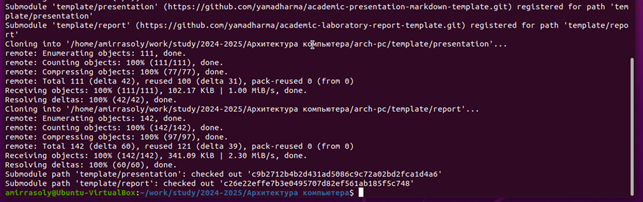 Submodule 'template/presentation' (https://github.com/yamadharma/academic-presentation-markdown-template.git) registered for path 'tem
plate/presentation'
Submodule 'template/report' (https://github.com/yamadharma/academic-laboratory-report-template.git) registered for path 'template/repo
rt'
Cloning into '/home/amirrasoly/work/study/2024-2025/Архитектура компьютера/arch-pc/template/presentation'...
remote: Enumerating objects: 111, done.
remote: Counting objects: 100% (111/111), done.
remote: Compressing objects: 100% (77/77), done.
remote: Total 111 (delta 42), reused 100 (delta 31), pack-reused 0 (from 0)
Receiving objects: 100% (111/111), 102.17 KiB | 1.00 MiB/s, done.
Resolving deltas: 100% (42/42), done.
Cloning into '/home/amirrasoly/work/study/2024-2025/Архитектура компьютера/arch-pc/template/report'...
remote: Enumerating objects: 142, done.
remote: Counting objects: 100% (142/142), done.
remote: Compressing objects: 100% (97/97), done.
remote: Total 142 (delta 60), reused 121 (delta 39), pack-reused 0 (from 0)
Receiving objects: 100% (142/142), 341.09 KiB | 2.30 MiB/s, done.
Resolving deltas: 100% (60/60), done.
Submodule path 'template/presentation': checked out 'c9b2712b4b2d431ad5086c9c72a02bd2fca1d4a6'
Submodule path 'template/report': checked out 'c26e22effe7b3e0495707d82ef561ab185f5c748'
amirrasoly@Ubuntu-VirtualBox:~/work/study/2024-2025/Архитектура компьютера$